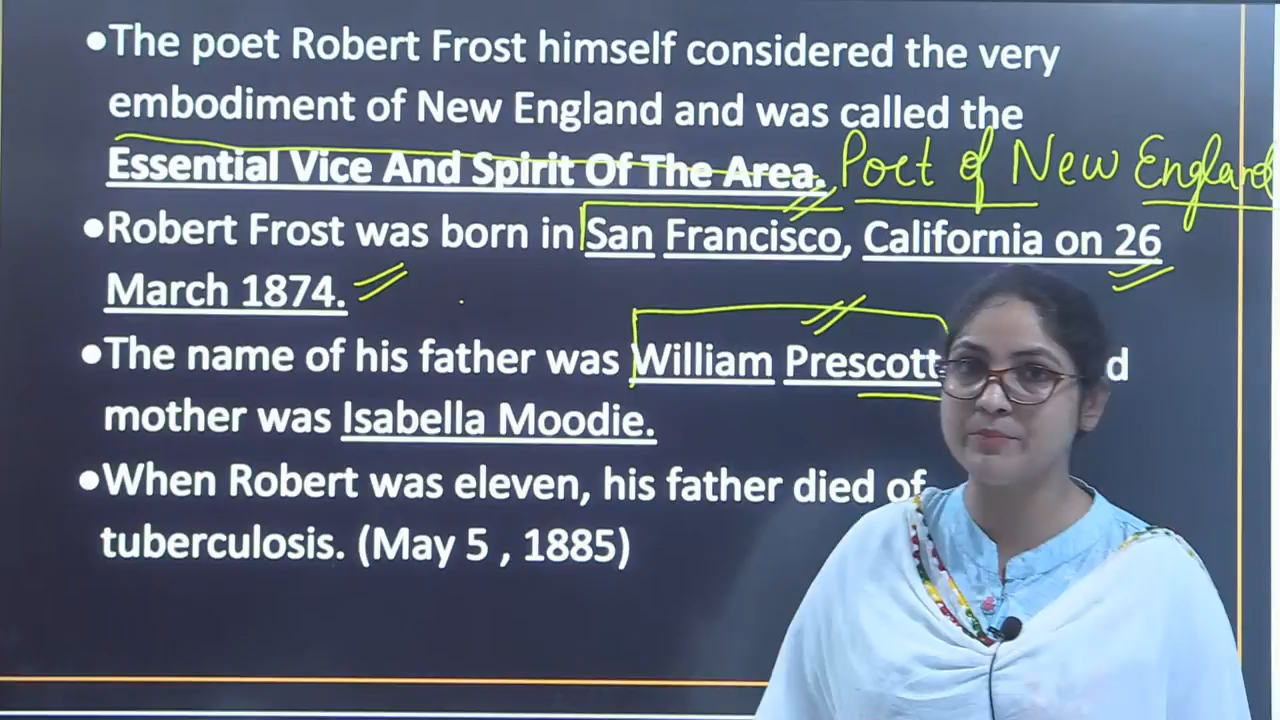 •The poet Robert Frost himself considered the very
embodiment of New England and was called the
Essential Vice And Spirit Of The Area. Poet of New England
•Robert Frost was born in San Francisco, California on 26
March 1874.
•The name of his father was William Prescott d
mother was Isabella Moodie.
•When Robert was eleven, his father died of
tuberculosis. (May 5 , 1885)